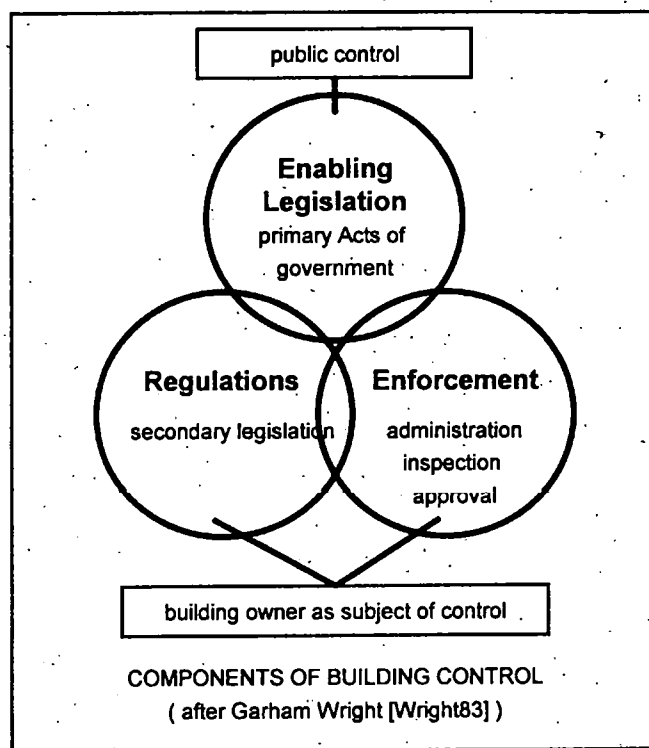 public control
Enabling
Legislation
primary Acts of
government
Regulations
secondary legislation
Enforcement
administration
inspection
approval
building owner as subject of control
COMPONENTS OF BUILDING CONTROL
( after Garham Wright [Wright83] )